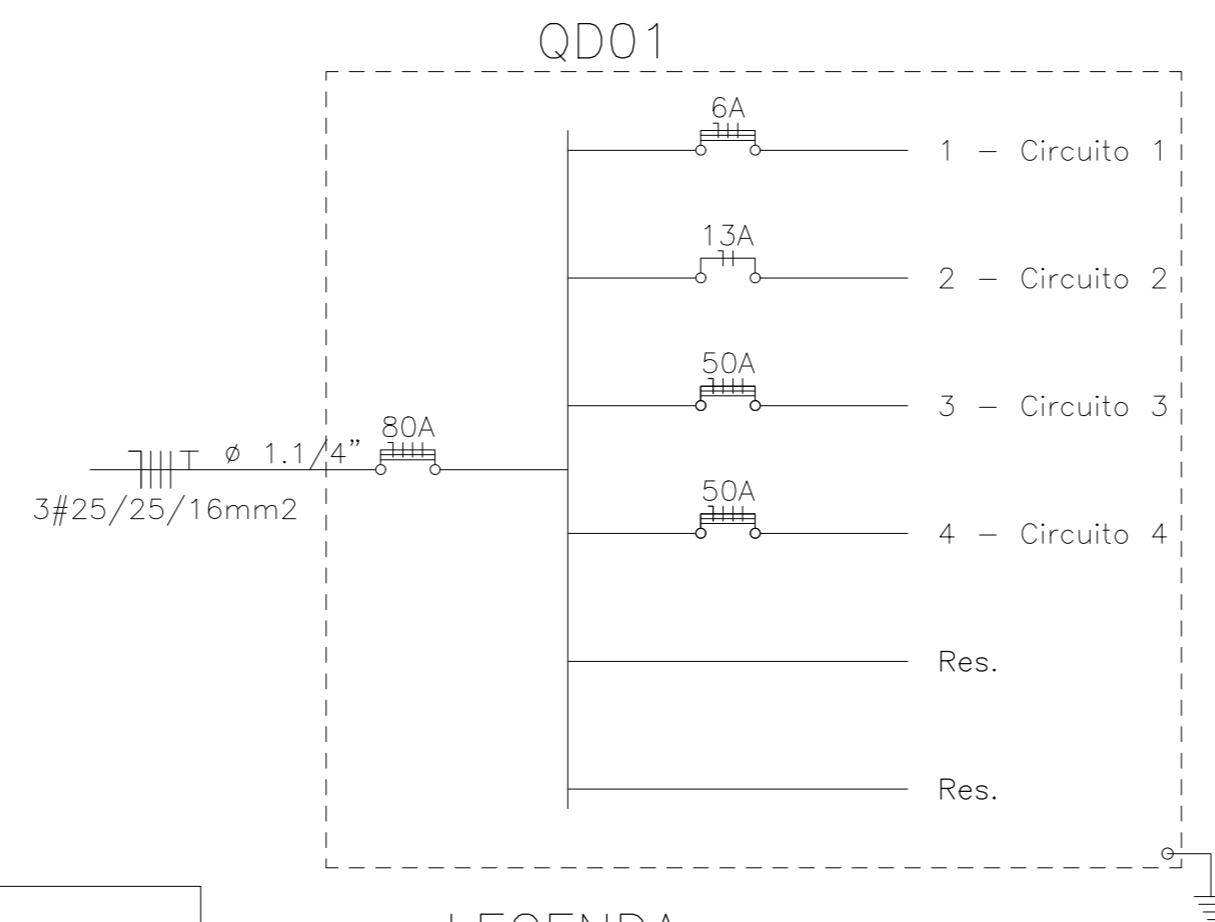 QD01
6A
1 - Circuito 1
13A
2 - Circuito 2
50A
3 - Circuito 3
80A
ø 1.1/4"
3#25/25/16mm2
50A
4 - Circuito 4
Res.
Res.
LEGENDA